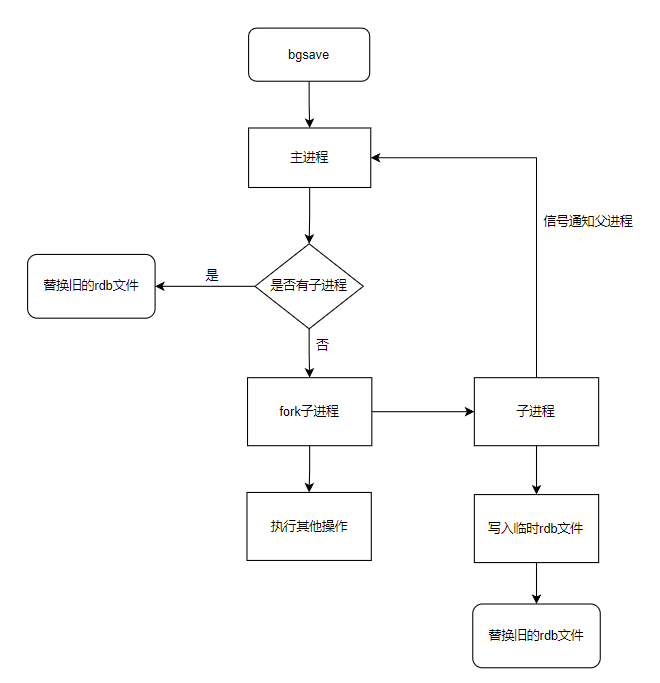 bgsave
主进程
信号通知父进程
是
替换旧的rdb文件
是否有子进程
否
fork子进程
子进程
执行其他操作
写入临时rdb文件
替换旧的rdb文件